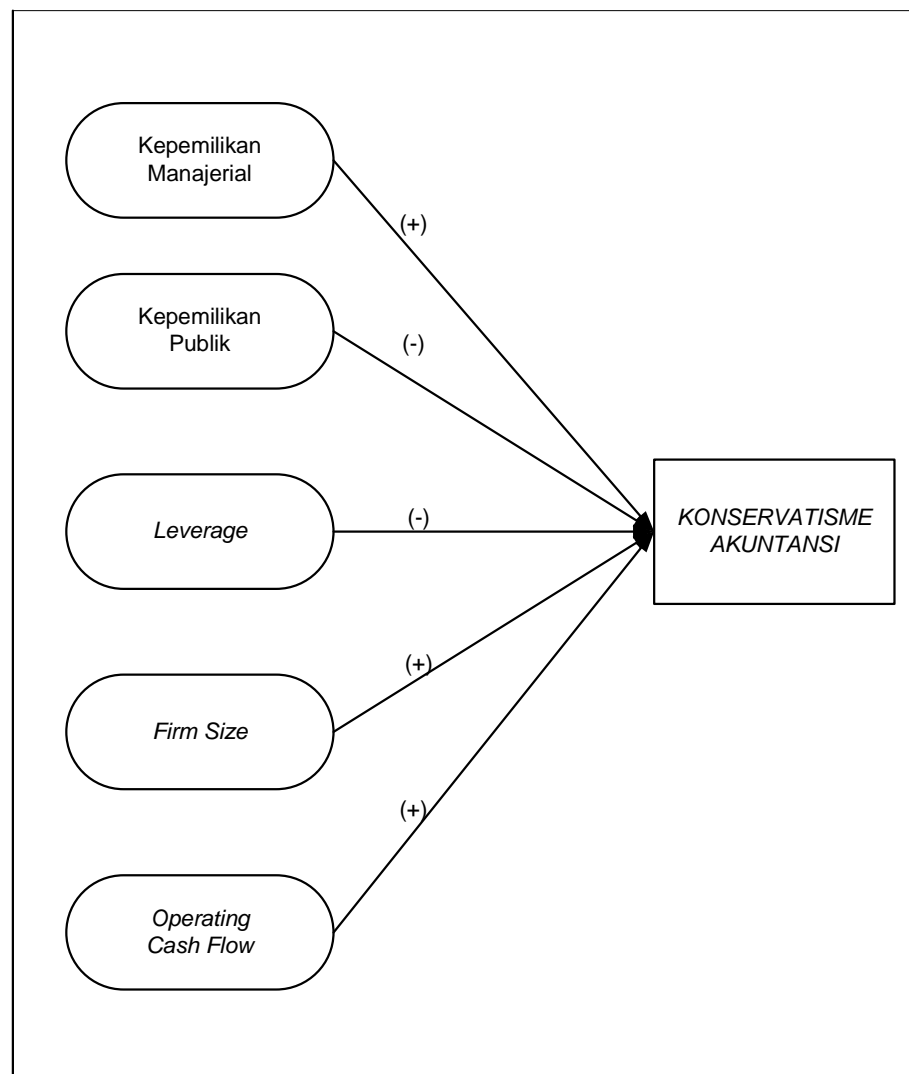 Kepemilikan
Manajerial
(+)
Kepemilikan
Publik
(-)
Leverage
(-)
KONSERVATISME
AKUNTANSI
Firm Size
(+)
Operating
Cash Flow
(+)